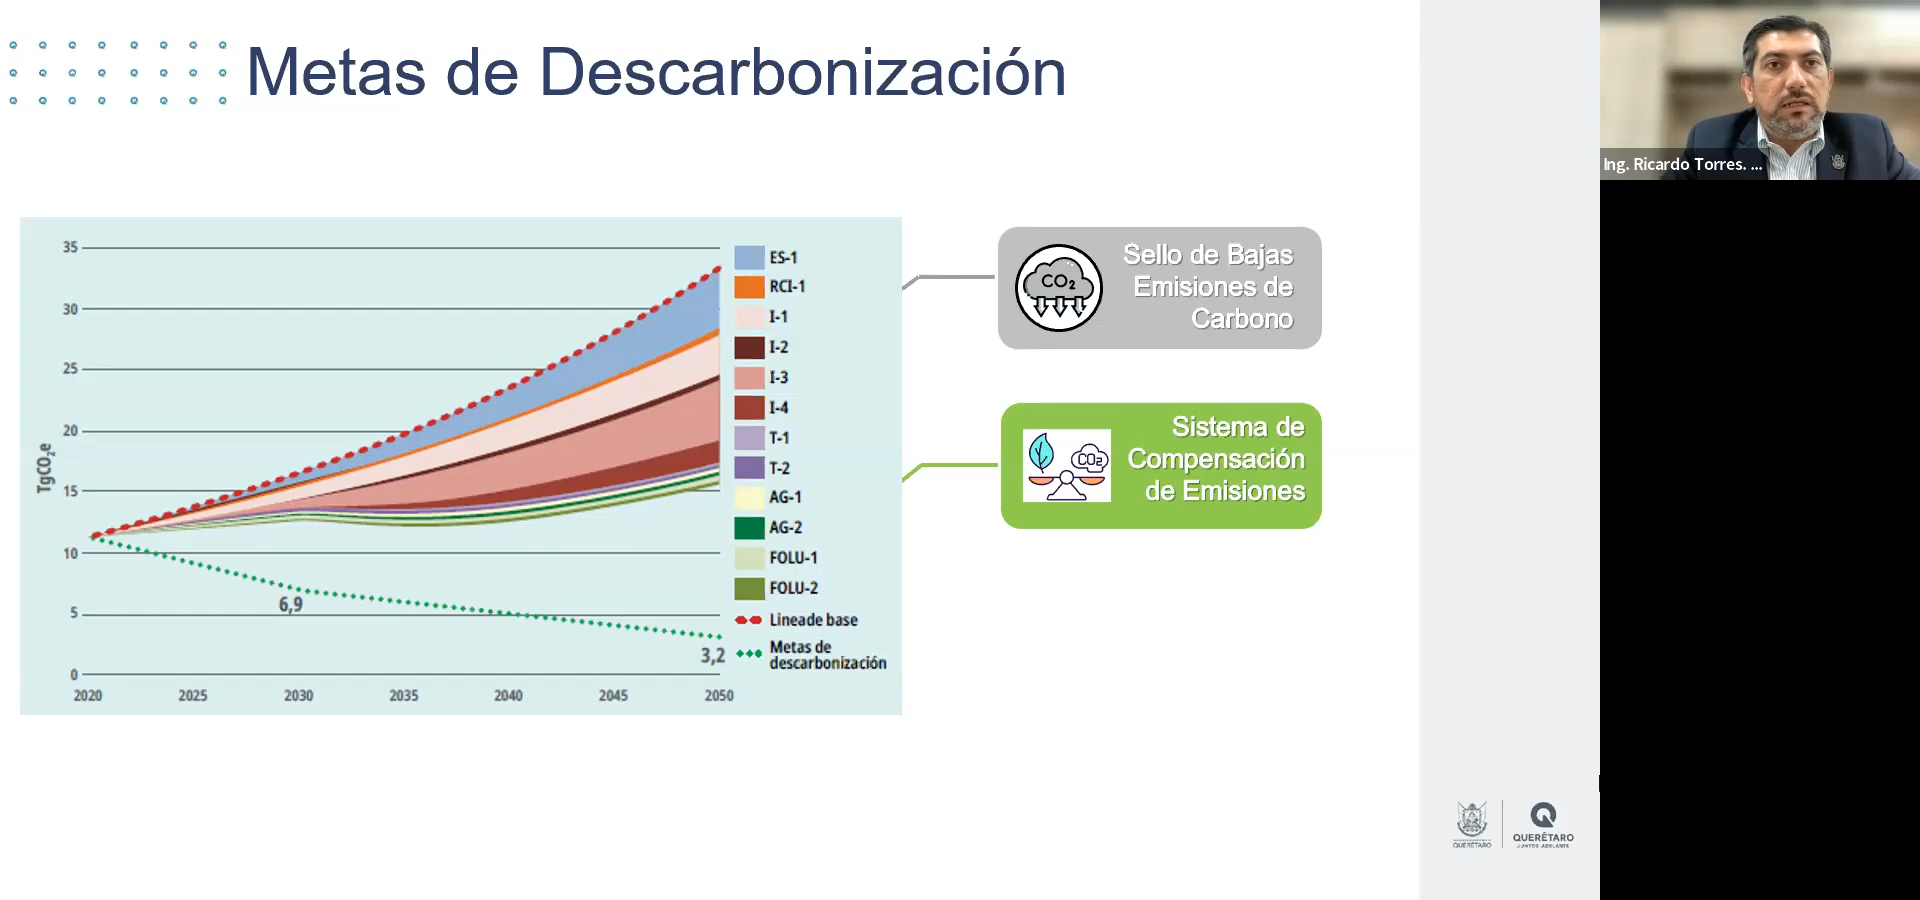 Metas de Descarbonización
Ing. Ricardo Torres. ...
35
30
25
20
15
10
5
0
TgCO₂e
2020
2025
2030
2035
2040
2045
2050
6,9
3,2
ES-1
RCI-1
I-1
I-2
I-3
I-4
T-1
T-2
AG-1
AG-2
FOLU-1
FOLU-2
Lineade base
Metas de
descarbonización
CO₂
Sello de Bajas
Emisiones de
Carbono
CO₂
Sistema de
Compensación
de Emisiones
QUERÉTARO
QUERÉTARO
JUNTOS, ADELANTE